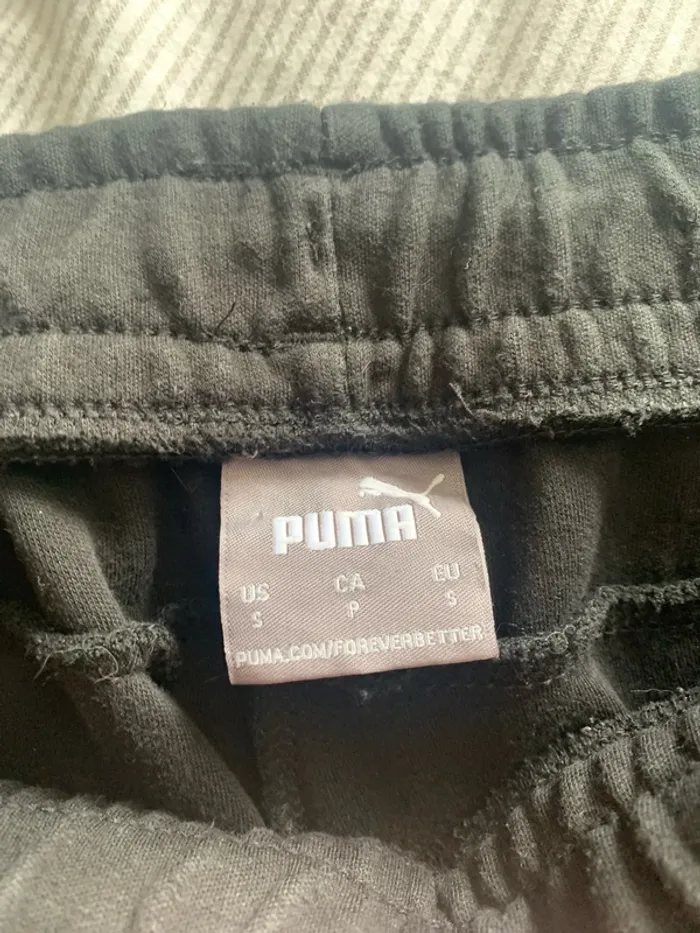 PUMA
US CA EU
S P S
PUMA.COM/FOREVERBETTER